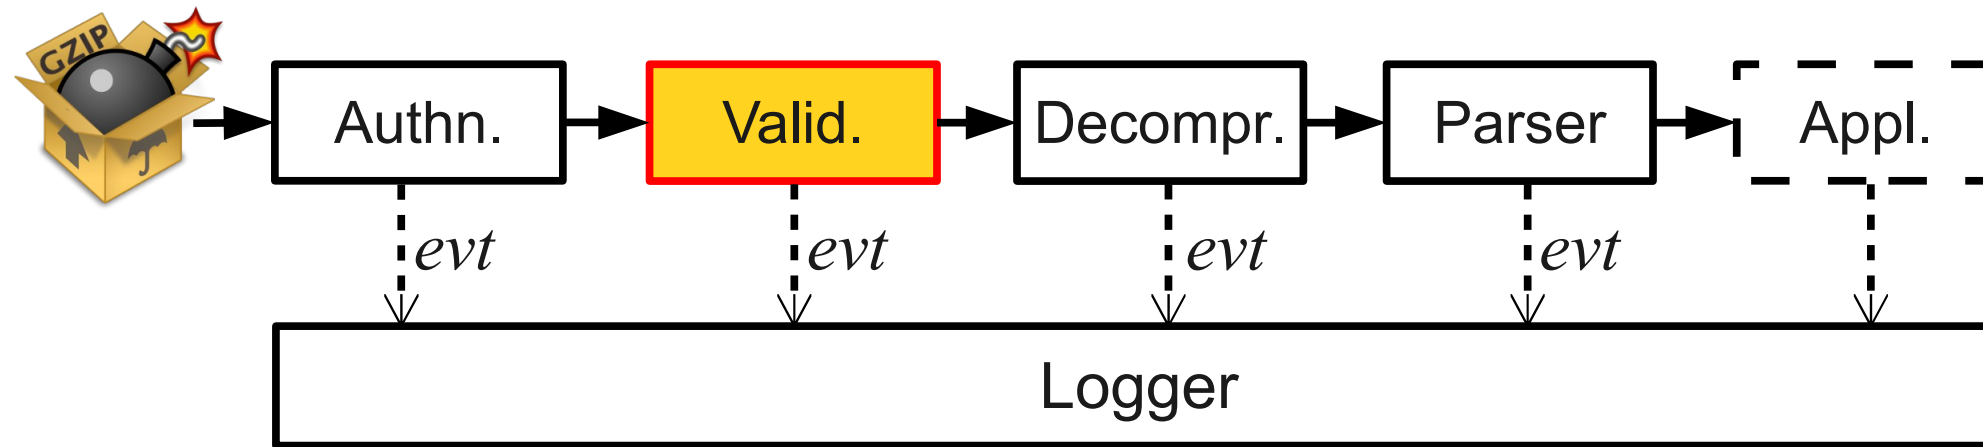 GZIP
Authn.
Valid.
Decompr.
Parser
Appl.
evt
evt
evt
evt
Logger